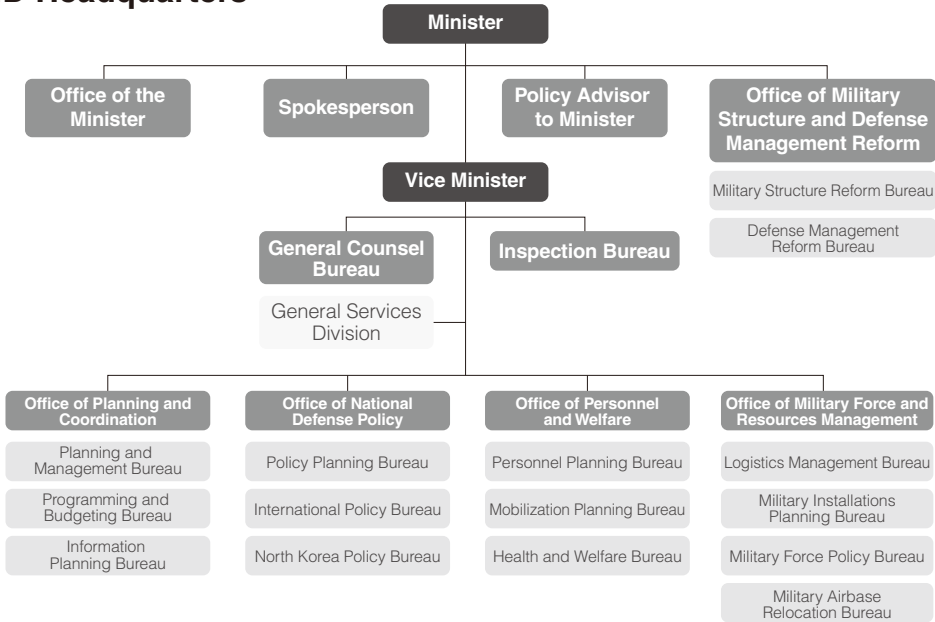 Headquarters
Minister
Office of the
Minister
Spokesperson
Policy Advisor
to Minister
Office of Military
Structure and Defense
Management Reform
Military Structure Reform Bureau
Defense Management
Reform Bureau
Vice Minister
General Counsel
Bureau
Inspection Bureau
General Services
Division
Office of Planning and
Coordination
Planning and
Management Bureau
Programming and
Budgeting Bureau
Information
Planning Bureau
Office of National
Defense Policy
Policy Planning Bureau
International Policy Bureau
North Korea Policy Bureau
Office of Personnel
and Welfare
Personnel Planning Bureau
Mobilization Planning Bureau
Health and Welfare Bureau
Office of Military Force and
Resources Management
Logistics Management Bureau
Military Installations
Planning Bureau
Military Force Policy Bureau
Military Airbase
Relocation Bureau